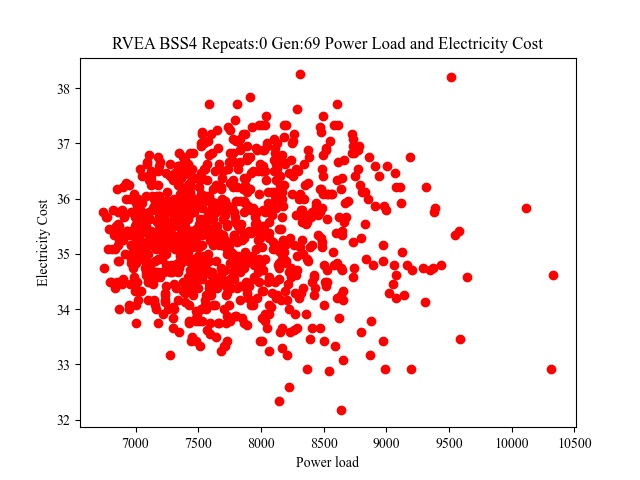 RVEA BSS4 Repeats:0 Gen:69 Power Load and Electricity Cost
38
37
36
35
34
33
32
Electricity Cost
7000 7500 8000 8500 9000 9500 10000 10500
Power load